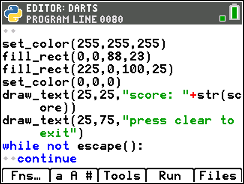 EDITOR: DARTS
PROGRAM LINE 0080
set_color(255,255,255)
fill_rect(0,0,88,23)
fill_rect(225,0,100,25)
set_color(0,0,0)
draw_text(25,25,"score: "+str(sc
ore))
draw_text(25,75,"press clear to
exit")
while not escape():
continue
Fns… a A # Tools Run Files